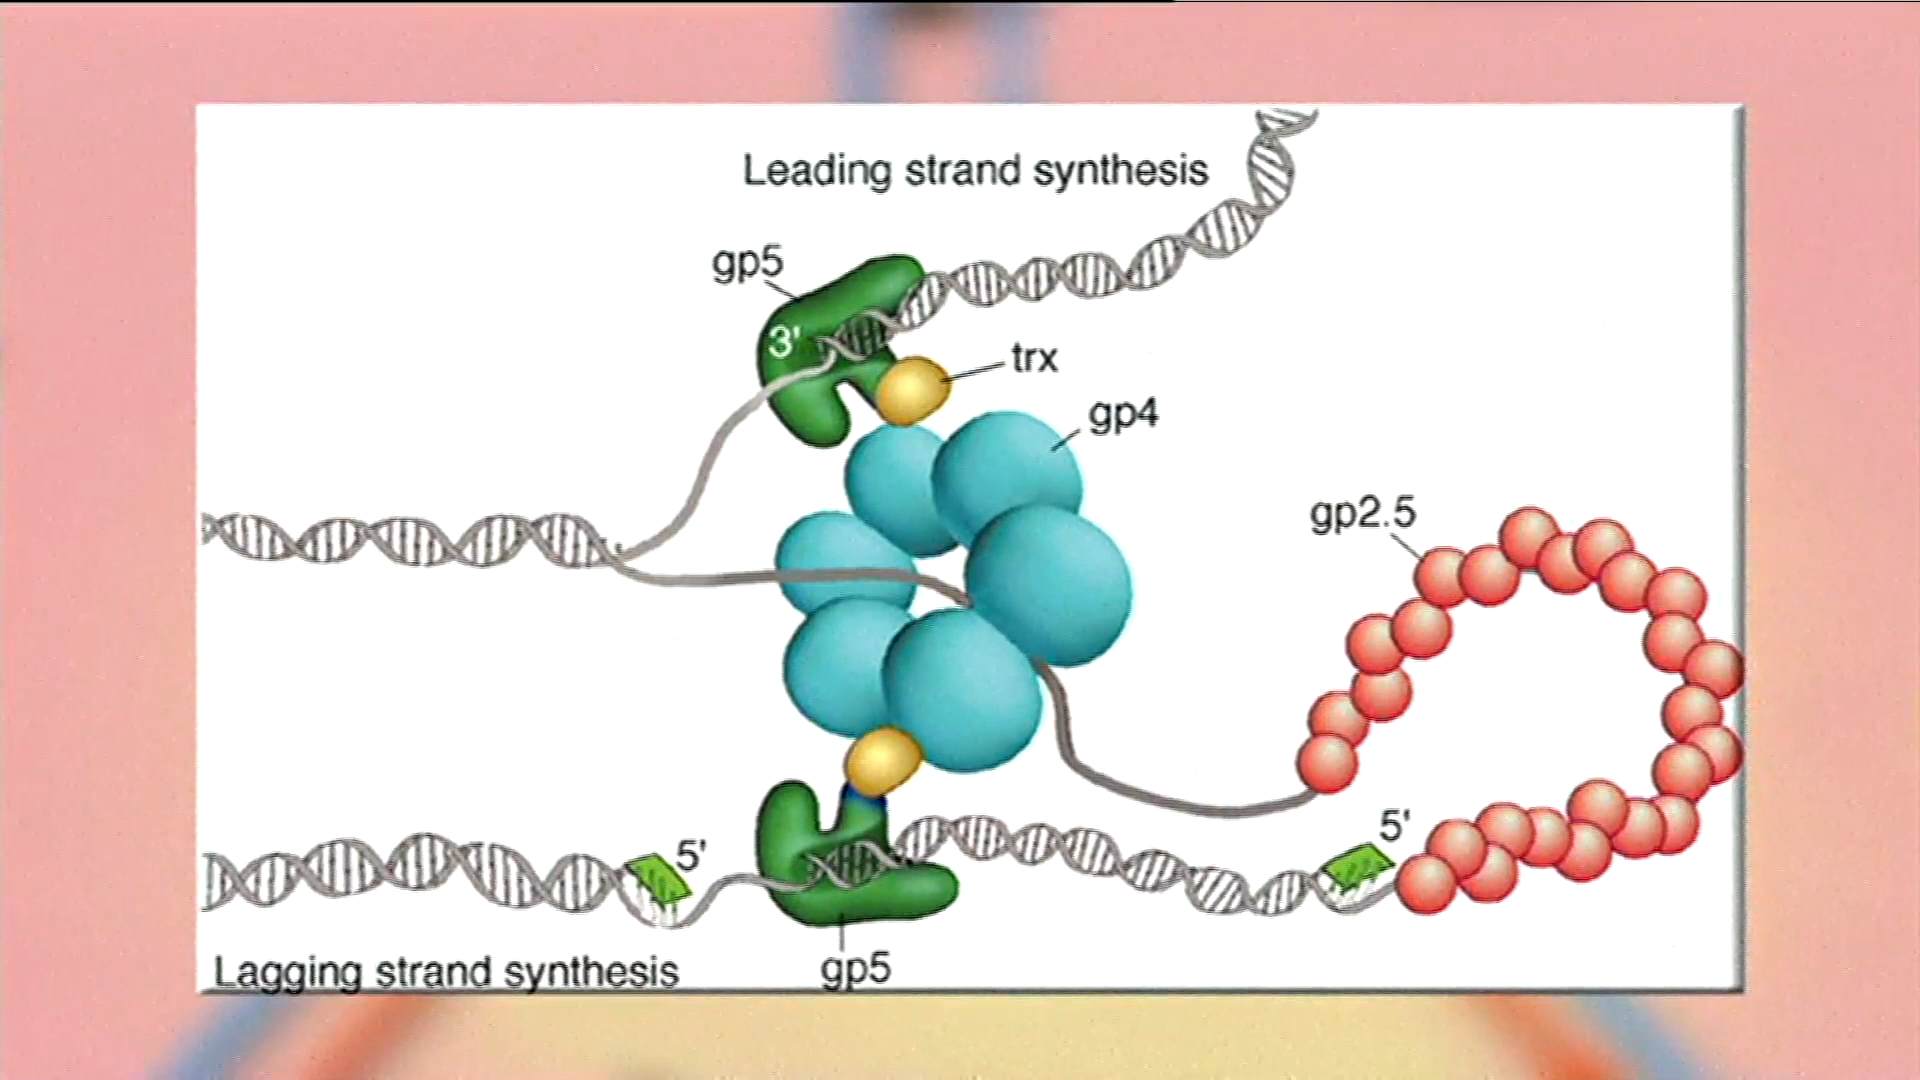 Leading strand synthesis
gp5
3'
trx
gp4
gp2.5
5'
5'
Lagging strand synthesis
gp5